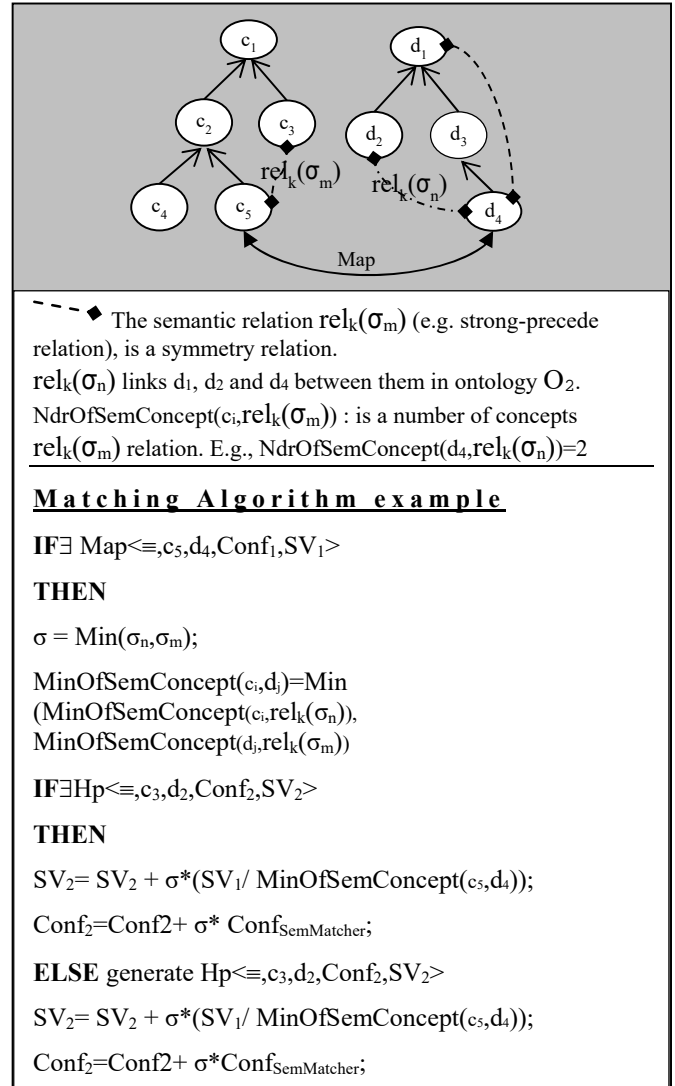 c₁
d₁
c₂
c₃
d₂
d₃
relₖ(σₘ)
relₖ(σₙ)
c₄
c₅
d₄
Map
The semantic relation relₖ(σₘ) (e.g. strong-precede
relation), is a symmetry relation.
relₖ(σₙ) links d₁, d₂ and d₄ between them in ontology O₂.
NdrOfSemConcept(cᵢ,relₖ(σₘ)) : is a number of concepts
relₖ(σₘ) relation. E.g., NdrOfSemConcept(d₄,relₖ(σₙ))=2
Matching Algorithm example
IF∃ Map<≡,c₅,d₄,Conf₁,SV₁>
THEN
σ = Min(σₙ,σₘ);
MinOfSemConcept(cᵢ,dⱼ)=Min
(MinOfSemConcept(cᵢ,relₖ(σₙ)),
MinOfSemConcept(dⱼ,relₖ(σₘ))
IF∃Hp<≡,c₃,d₂,Conf₂,SV₂>
THEN
SV₂= SV₂ + σ*(SV₁/ MinOfSemConcept(c₅,d₄));
Conf₂=Conf2+ σ* Conf_SemMatcher;
ELSE generate Hp<≡,c₃,d₂,Conf₂,SV₂>
SV₂= SV₂ + σ*(SV₁/ MinOfSemConcept(c₅,d₄));
Conf₂=Conf2+ σ*Conf_SemMatcher;